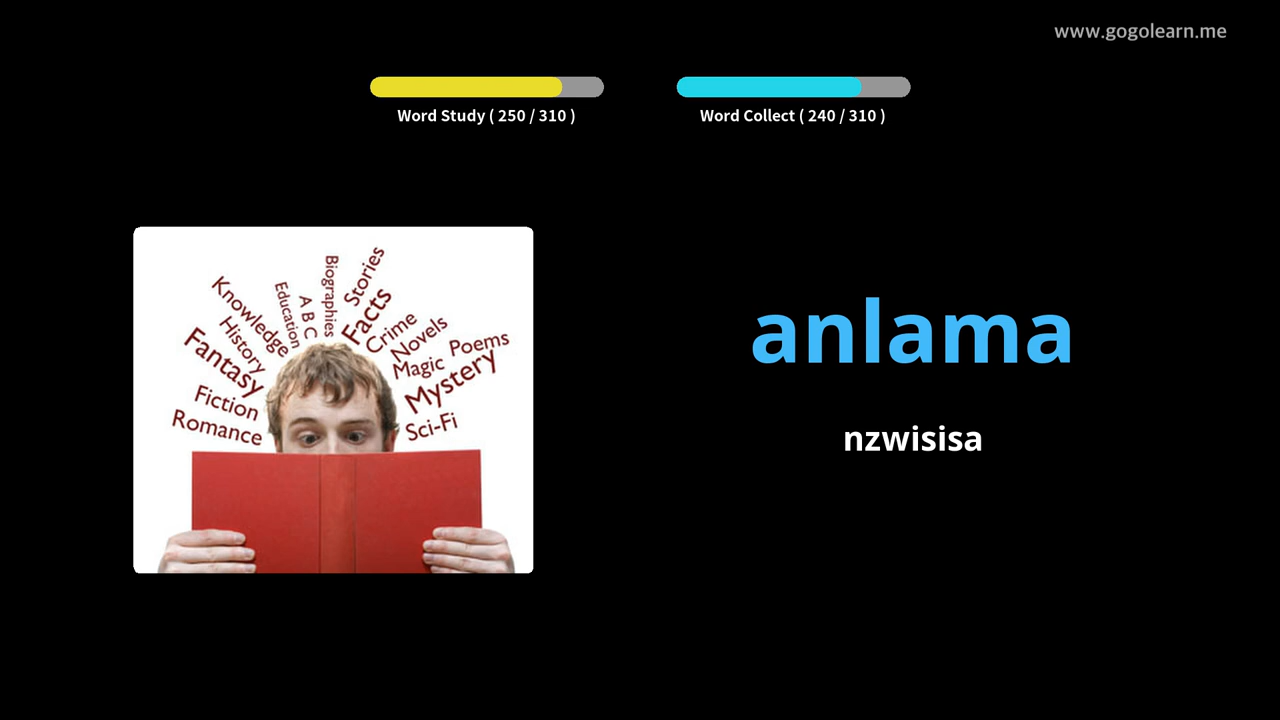 www.gogolearn.me
Word Study ( 250 / 310 )
Word Collect ( 240 / 310 )
Biographies
Stories
Education
A B C
Facts
Knowledge
Crime
History
Novels
Poems
Fantasy
Magic
Mystery
Fiction
Romance
Sci-Fi
anlama
nzwisisa